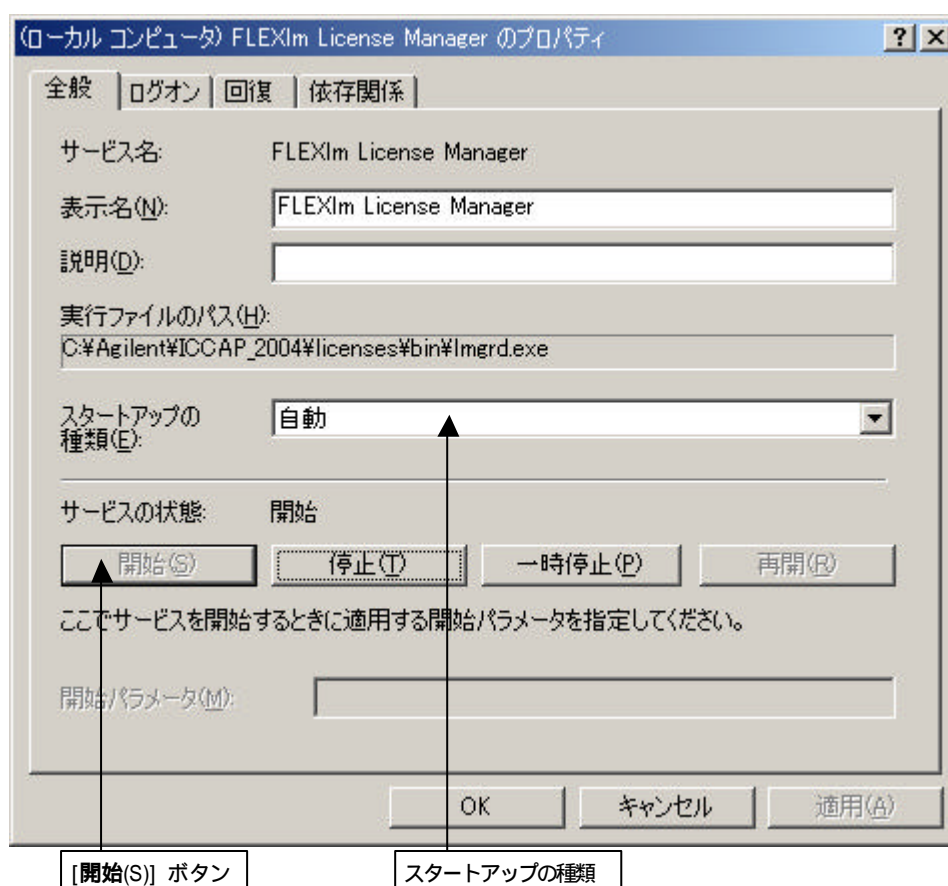 (ローカル コンピュータ) FLEXlm License Manager のプロパティ
全般 ログオン 回復 依存関係
サービス名: FLEXlm License Manager
表示名(N): FLEXlm License Manager
説明(D):
実行ファイルのパス(H):
C:¥Agilent¥ICCAP_2004¥licenses¥bin¥lmgrd.exe
スタートアップの
種類(E): 自動
サービスの状態: 開始
開始(S) 停止(T) 一時停止(P) 再開(R)
ここでサービスを開始するときに適用する開始パラメータを指定してください。
開始パラメータ(M):
OK キャンセル 適用(A)
[開始(S)] ボタン スタートアップの種類